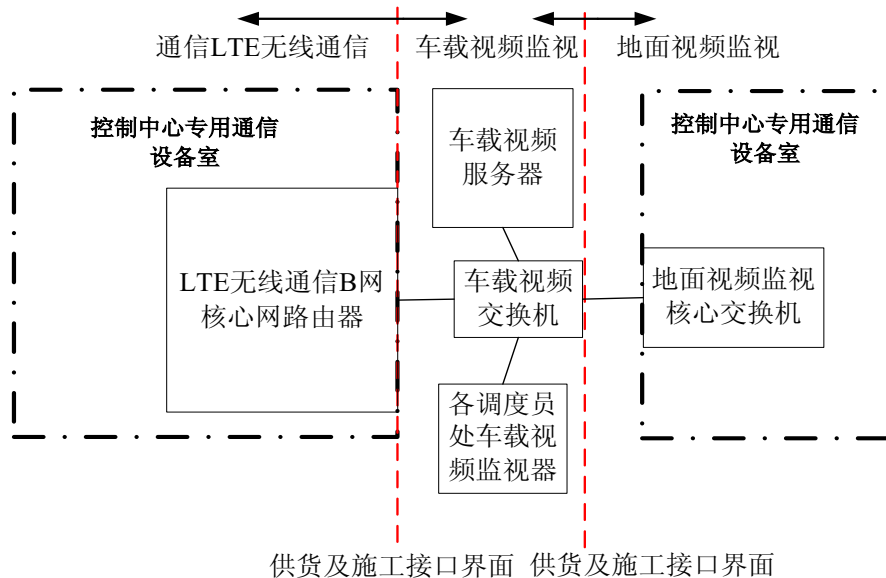 通信LTE无线通信
车载视频监视
地面视频监视
控制中心专用通信
设备室
车载视频
服务器
控制中心专用通信
设备室
LTE无线通信B网
核心网路由器
车载视频
交换机
地面视频监视
核心交换机
各调度员
处车载视
频监视器
供货及施工接口界面
供货及施工接口界面